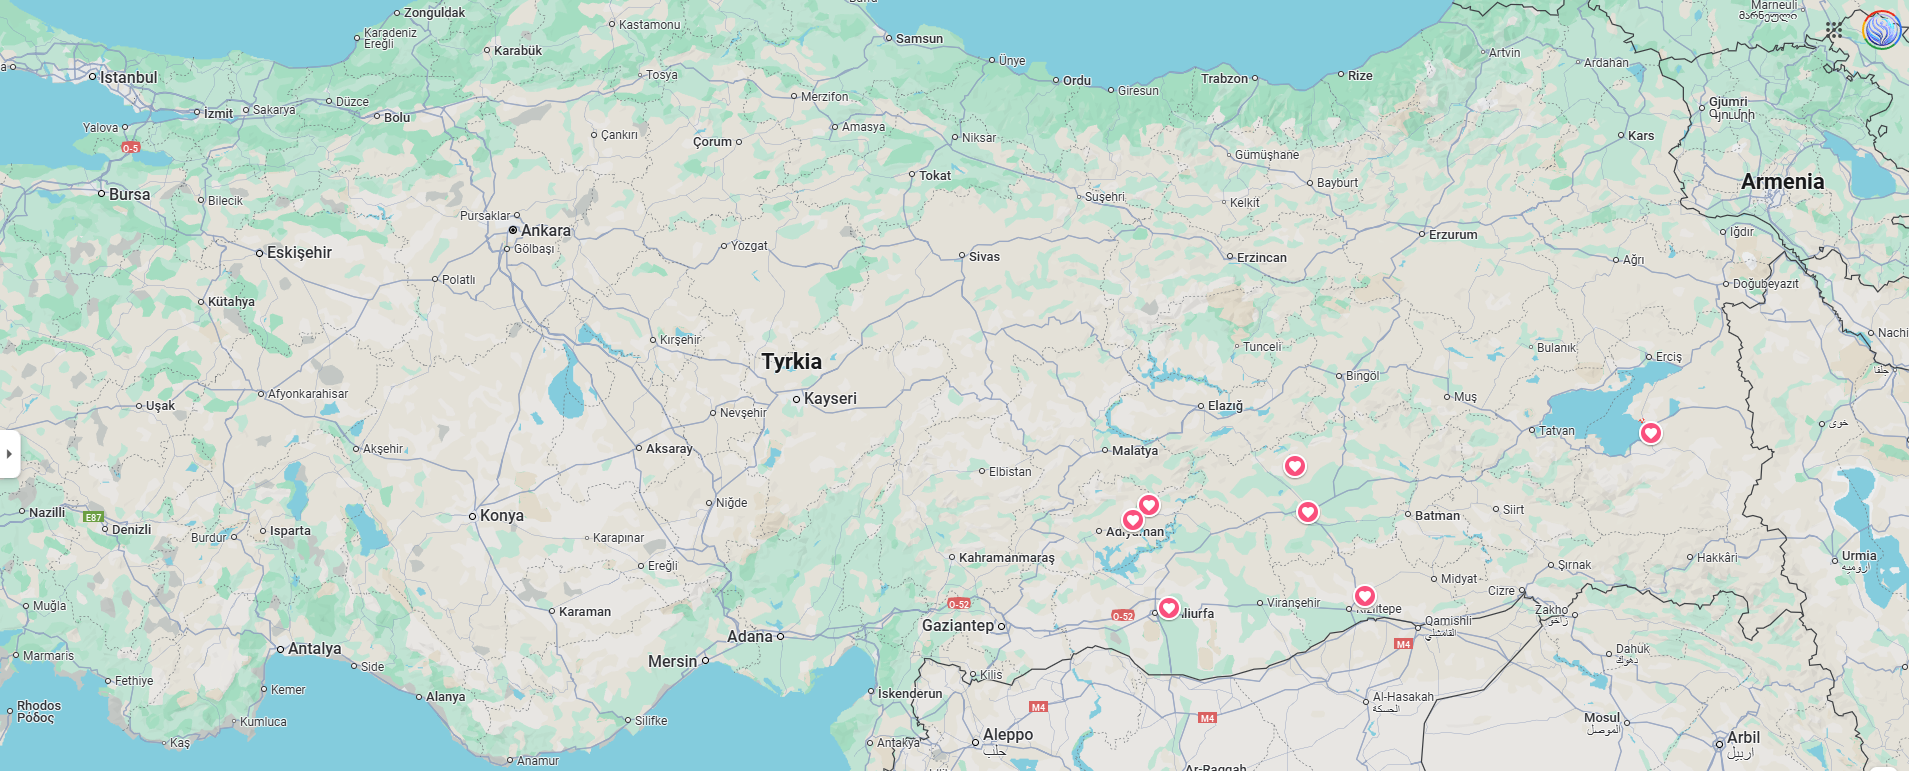 Zonguldak
Kastamonu
Samsun
Marneuli
მარნეული
Karadeniz
Ereğli
Karabük
Ünye
Artvin
Ardahan
Istanbul
Tosya
Ordu
Trabzon
Rize
Giresun
Düzce
Merzifon
Gjumri
Գյումրի
İzmit
Sakarya
Bolu
Yalova
Çankırı
Çorum
Amasya
Niksar
Kars
O-5
Gümüşhane
Bayburt
Armenia
Bursa
Bilecik
Tokat
Suşehri
Kelkit
Pursaklar
Ankara
Gölbaşı
Erzurum
Iğdır
Eskişehir
Yozgat
Sivas
Erzincan
Ağrı
Polatlı
Doğubeyazıt
Kütahya
Nachi
Kırşehir
Tunceli
Bulanık
Erciş
Tyrkia
جلفا
Bingöl
Afyonkarahisar
Kayseri
Muş
Uşak
Nevşehir
Elazığ
خوی
Tatvan
Akşehir
Aksaray
Malatya
Elbistan
Nazilli
E87
Denizli
Konya
Niğde
Siirt
Batman
Isparta
Burdur
Karapınar
Adıyaman
Kahramanmaraş
Hakkâri
Urmia
ارومیه
Ereğli
Şırnak
Midyat
Cizre
Muğla
Karaman
O-52
O-52
Viranşehir
Kızıltepe
Zakho
زاخو
Gaziantep
liurfa
Qamishli
القامشلي
Adana
M4
Antalya
Marmaris
Side
Mersin
Dahuk
دهوك
Fethiye
Kemer
Kilis
Alanya
İskenderun
Al-Hasakah
الحسكة
Rhodos
Ρόδος
Kumluca
Silifke
M4
M4
Mosul
الموصل
Kaş
Antakya
Aleppo
حلب
Arbil
أربيل
Anamur
Ar-Raqqah